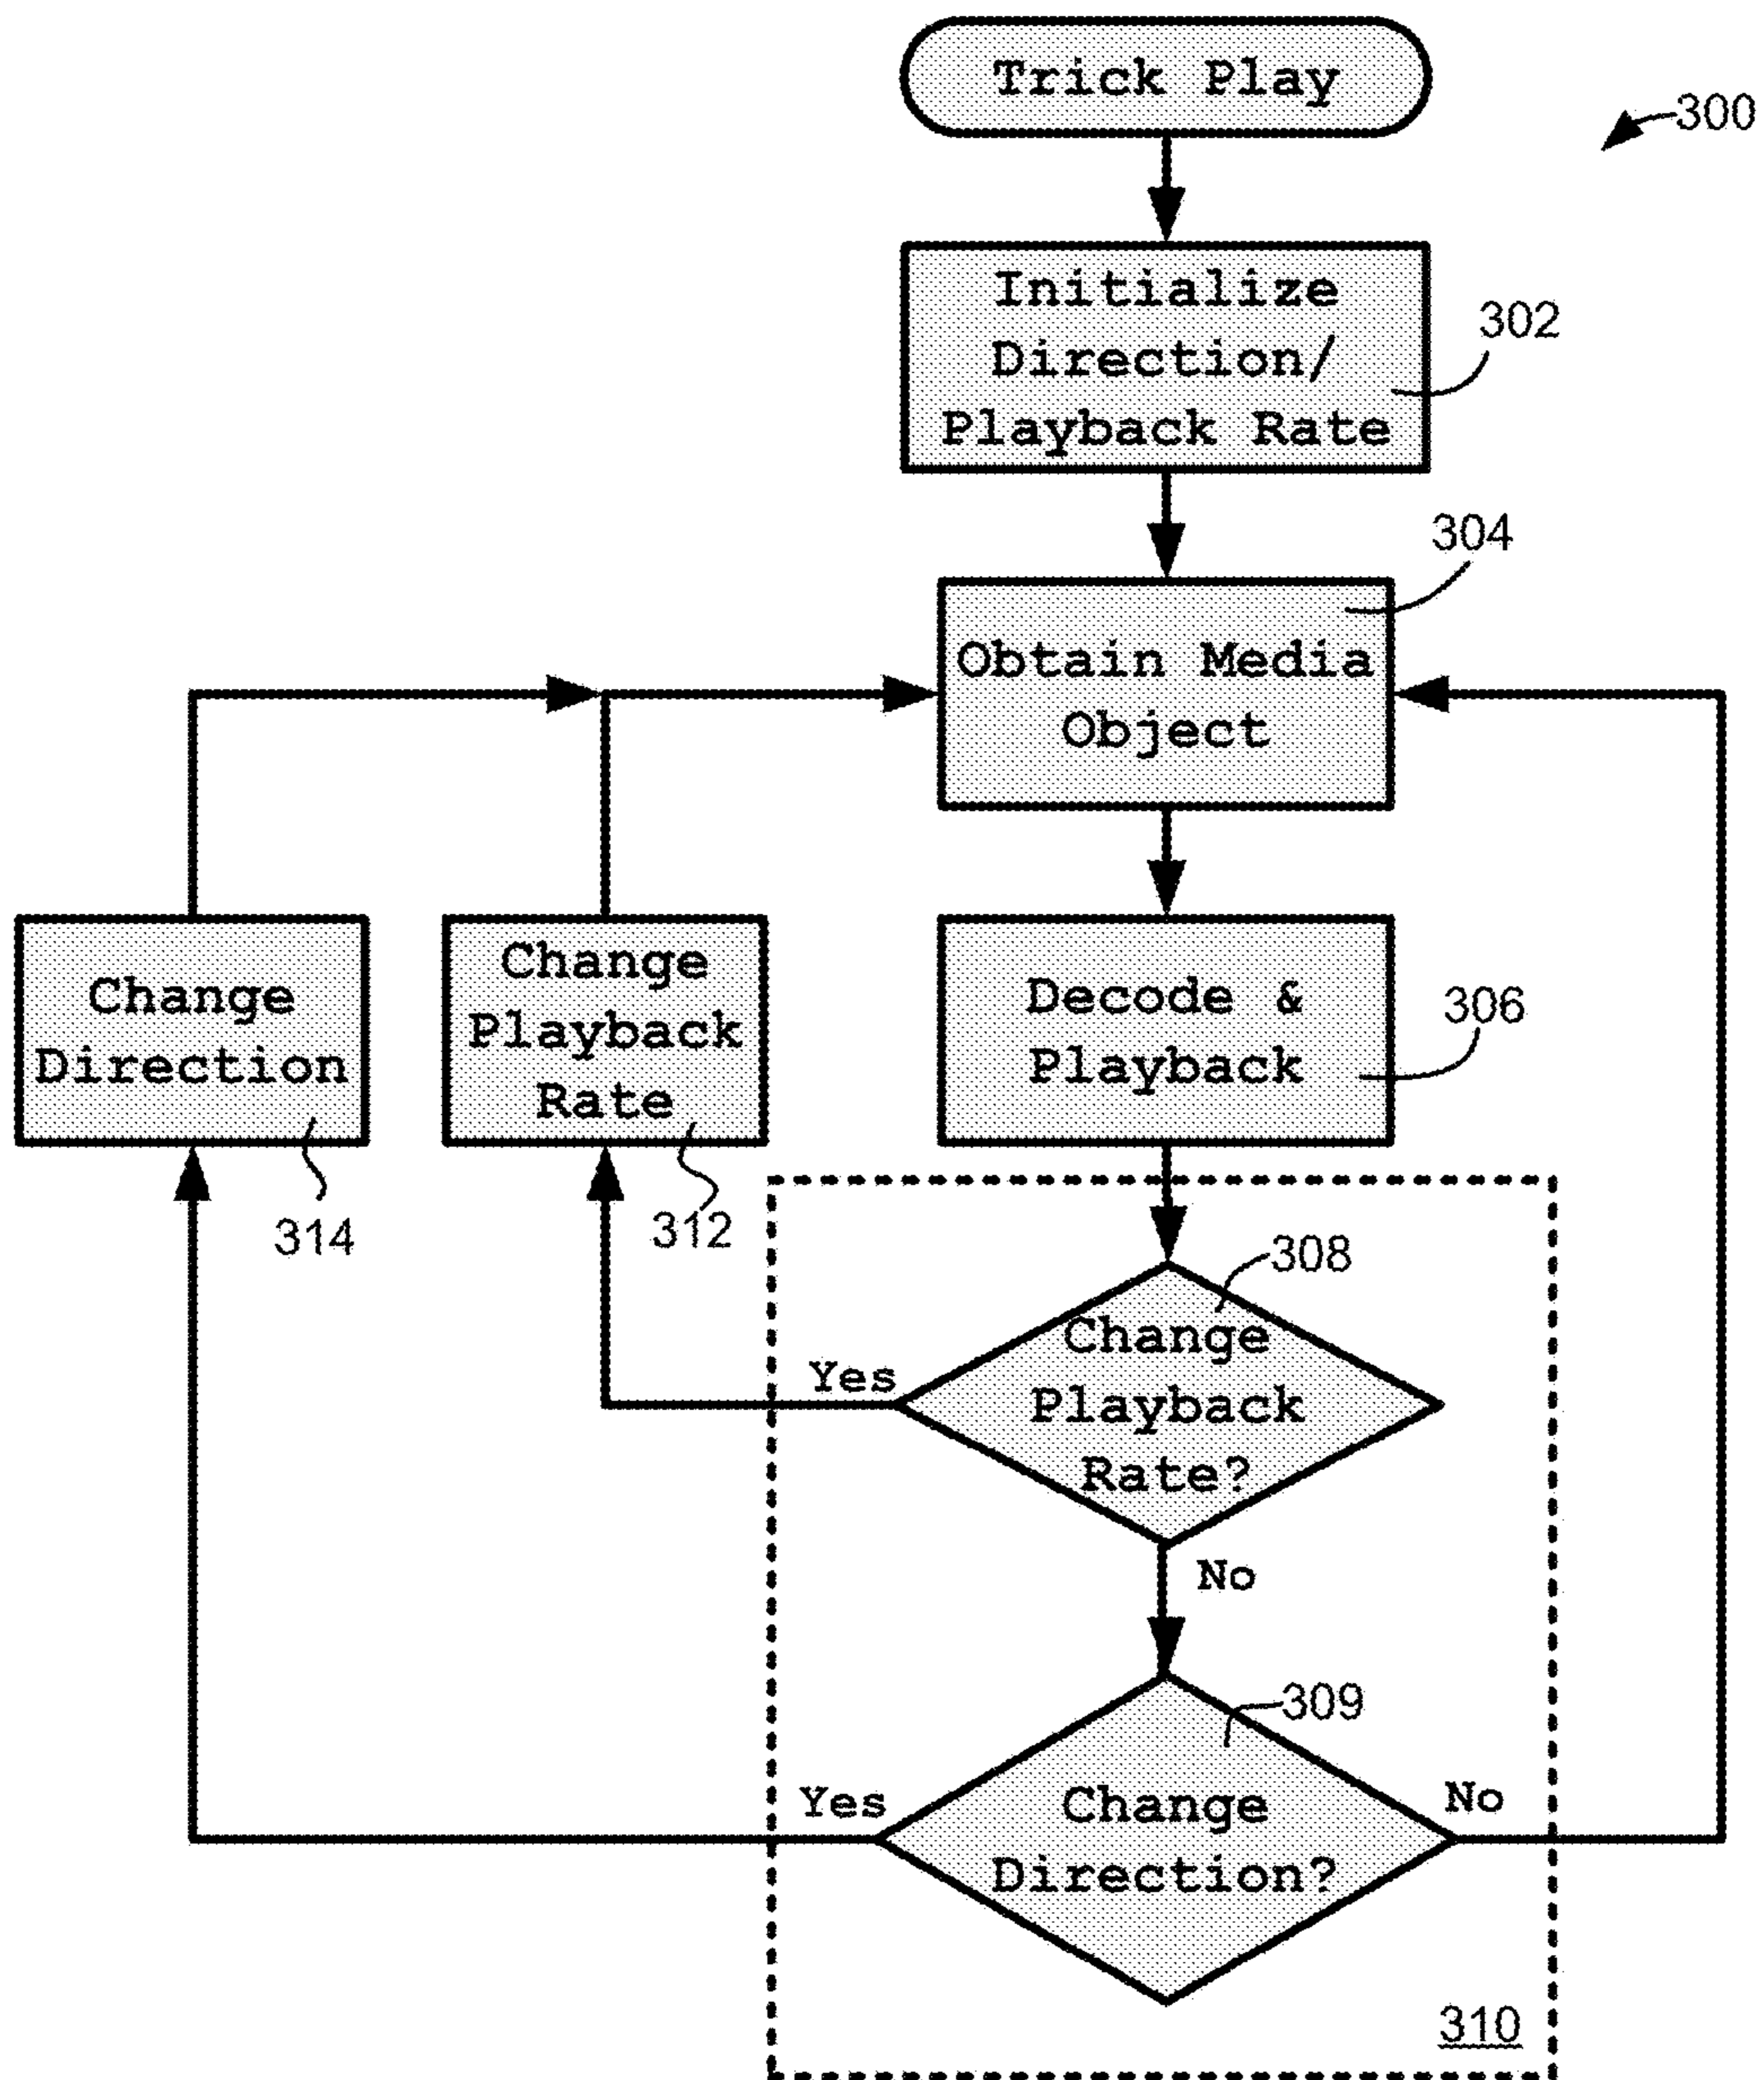 Trick Play
300
Initialize
Direction/
Playback Rate
302
304
Obtain Media
Object
Change
Direction
314
Change
Playback
Rate
312
Decode &
Playback
306
308
Change
Playback
Rate?
Yes
No
309
Change
Direction?
Yes
No
310